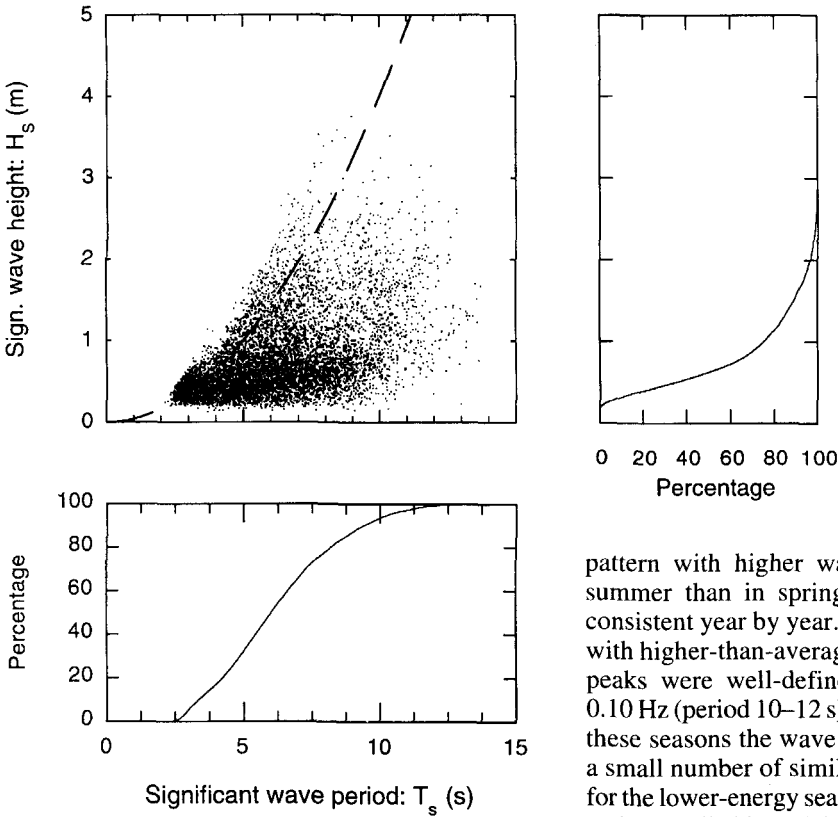 5
4
3
2
1
0
Sign. wave height: H_s (m)
0 20 40 60 80 100
Percentage
100
80
60
40
20
0
Percentage
0 5 10 15
Significant wave period: T_s (s)
pattern with higher wa
summer than in spring
consistent year by year.
with higher-than-averag
peaks were well-define
0.10 Hz (period 10–12 s)
these seasons the wave
a small number of simil
for the lower-energy sea